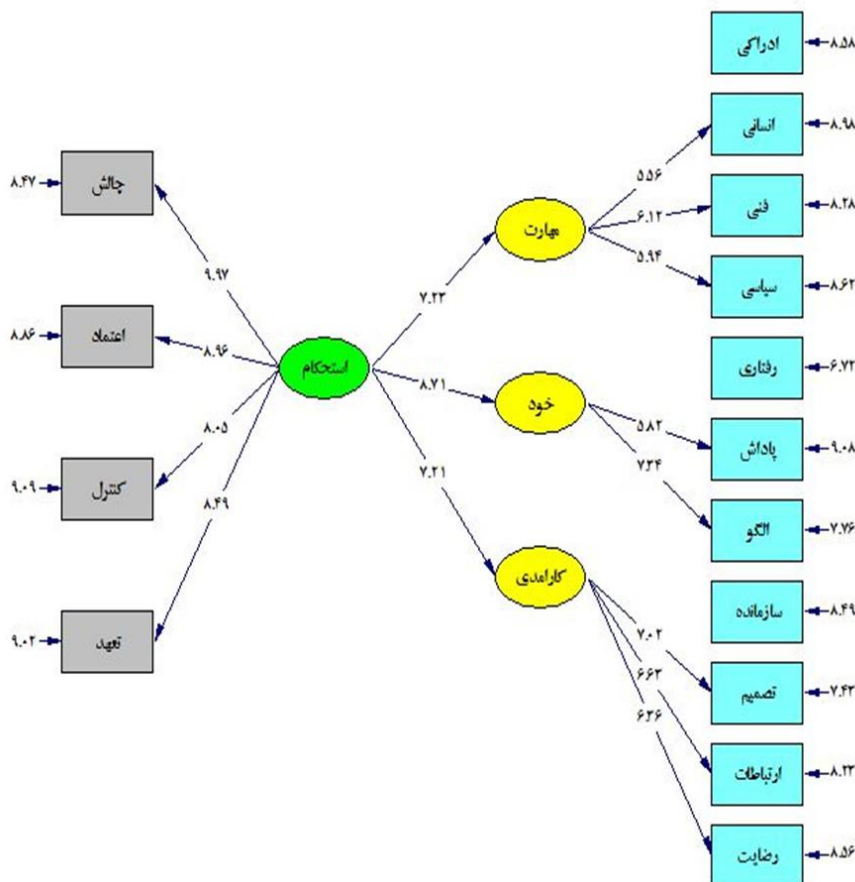 ادراکی
۸.۵۸
انسانی
۸.۹۸
فنی
۸.۲۸
سیاسی
۸.۶۲
رفتاری
۶.۷۲
پاداش
۹.۰۸
الگو
۷.۷۶
سازمانده
۸.۴۹
تصمیم
۷.۴۳
ارتباطات
۸.۲۳
رضایت
۸.۵۶
۵.۵۶
۶.۱۲
۵.۹۴
۵.۸۲
۷.۳۴
۷.۰۲
۶.۶۳
۶.۳۶
مهارت
خود
کارامدی
۷.۲۳
۸.۷۱
۷.۲۱
استحکام
۹.۹۷
۸.۹۶
۸.۰۵
۸.۴۹
چالش
۸.۴۷
اعتماد
۸.۸۶
کنترل
۹.۰۹
تعهد
۹.۰۲